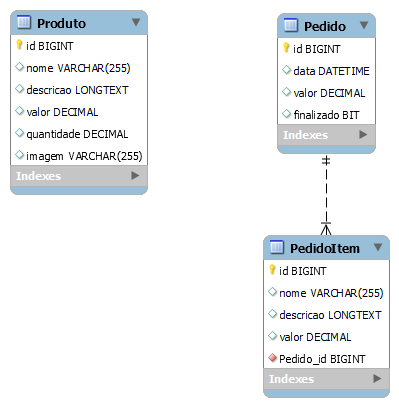 Produto
id BIGINT
nome VARCHAR(255)
descricao LONGTEXT
valor DECIMAL
quantidade DECIMAL
imagem VARCHAR(255)
Indexes
Pedido
id BIGINT
data DATETIME
valor DECIMAL
finalizado BIT
Indexes
PedidoItem
id BIGINT
nome VARCHAR(255)
descricao LONGTEXT
valor DECIMAL
Pedido_id BIGINT
Indexes